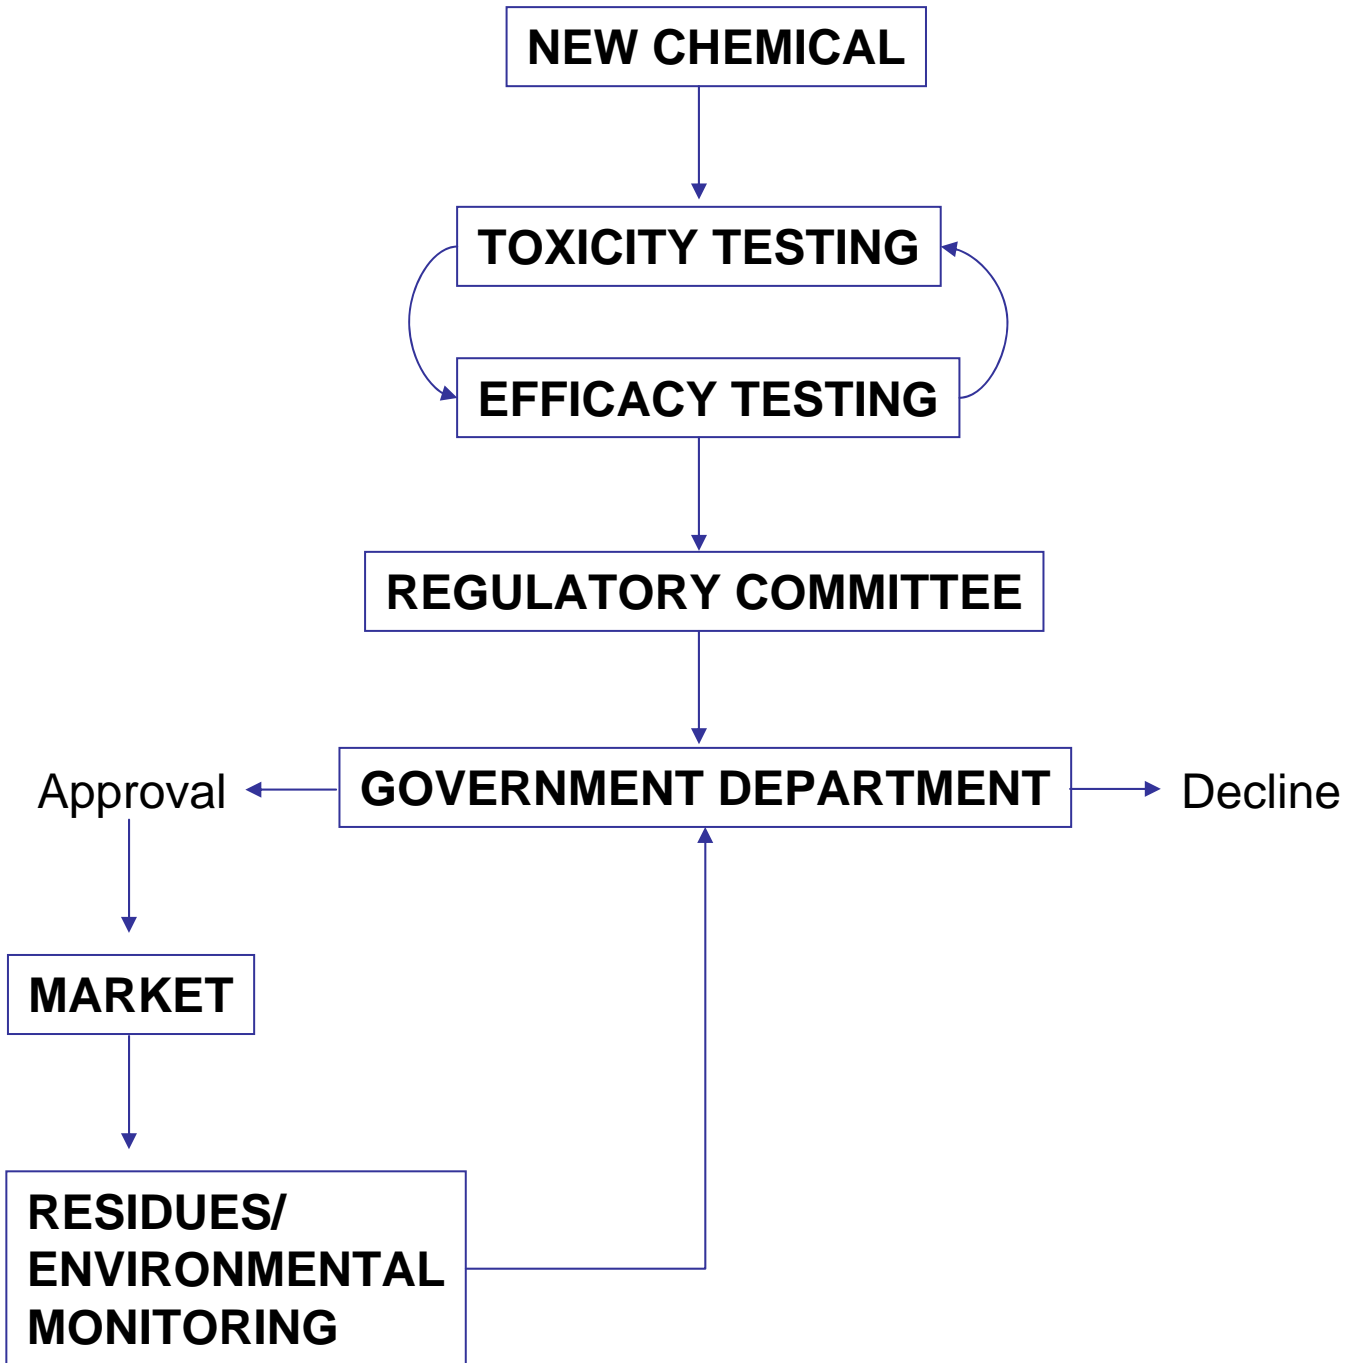 NEW CHEMICAL
TOXICITY TESTING
EFFICACY TESTING
REGULATORY COMMITTEE
Approval
GOVERNMENT DEPARTMENT
Decline
MARKET
RESIDUES/
ENVIRONMENTAL
MONITORING